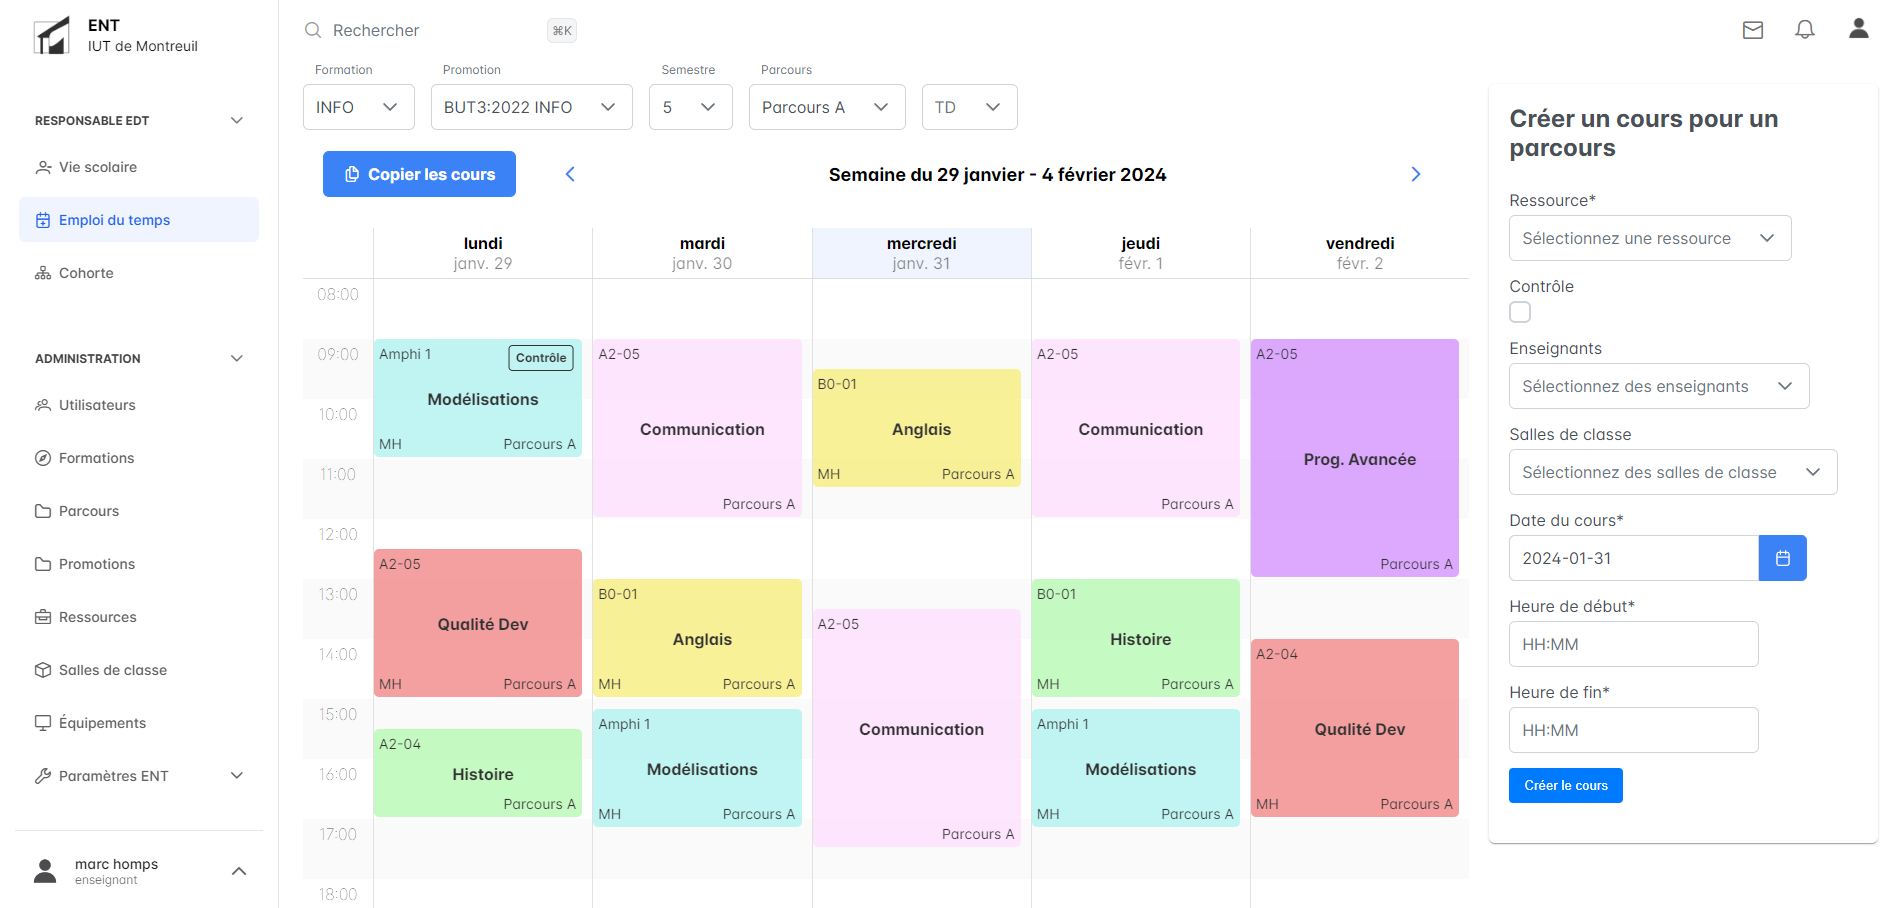 ENT
IUT de Montreuil
RESPONSABLE EDT
Vie scolaire
Emploi du temps
Cohorte
ADMINISTRATION
Utilisateurs
Formations
Parcours
Promotions
Ressources
Salles de classe
Équipements
Paramètres ENT
marc homps
enseignant
Rechercher
⌘K
Formation
Promotion
Semestre
Parcours
INFO
BUT3:2022 INFO
5
Parcours A
TD
Copier les cours
Semaine du 29 janvier - 4 février 2024
lundi
janv. 29
mardi
janv. 30
mercredi
janv. 31
jeudi
févr. 1
vendredi
févr. 2
08:00
09:00
10:00
11:00
12:00
13:00
14:00
15:00
16:00
17:00
18:00
Amphi 1
Contrôle
Modélisations
MH
Parcours A
A2-05
Qualité Dev
MH
Parcours A
A2-04
Histoire
Parcours A
A2-05
Communication
Parcours A
B0-01
Anglais
MH
Parcours A
Amphi 1
Modélisations
MH
Parcours A
B0-01
Anglais
MH
Parcours A
A2-05
Communication
Parcours A
A2-05
Communication
Parcours A
B0-01
Histoire
MH
Parcours A
Amphi 1
Modélisations
MH
Parcours A
A2-05
Prog. Avancée
Parcours A
A2-04
Qualité Dev
MH
Parcours A
Créer un cours pour un
parcours
Ressource*
Sélectionnez une ressource
Contrôle
Enseignants
Sélectionnez des enseignants
Salles de classe
Sélectionnez des salles de classe
Date du cours*
2024-01-31
Heure de début*
HH:MM
Heure de fin*
HH:MM
Créer le cours